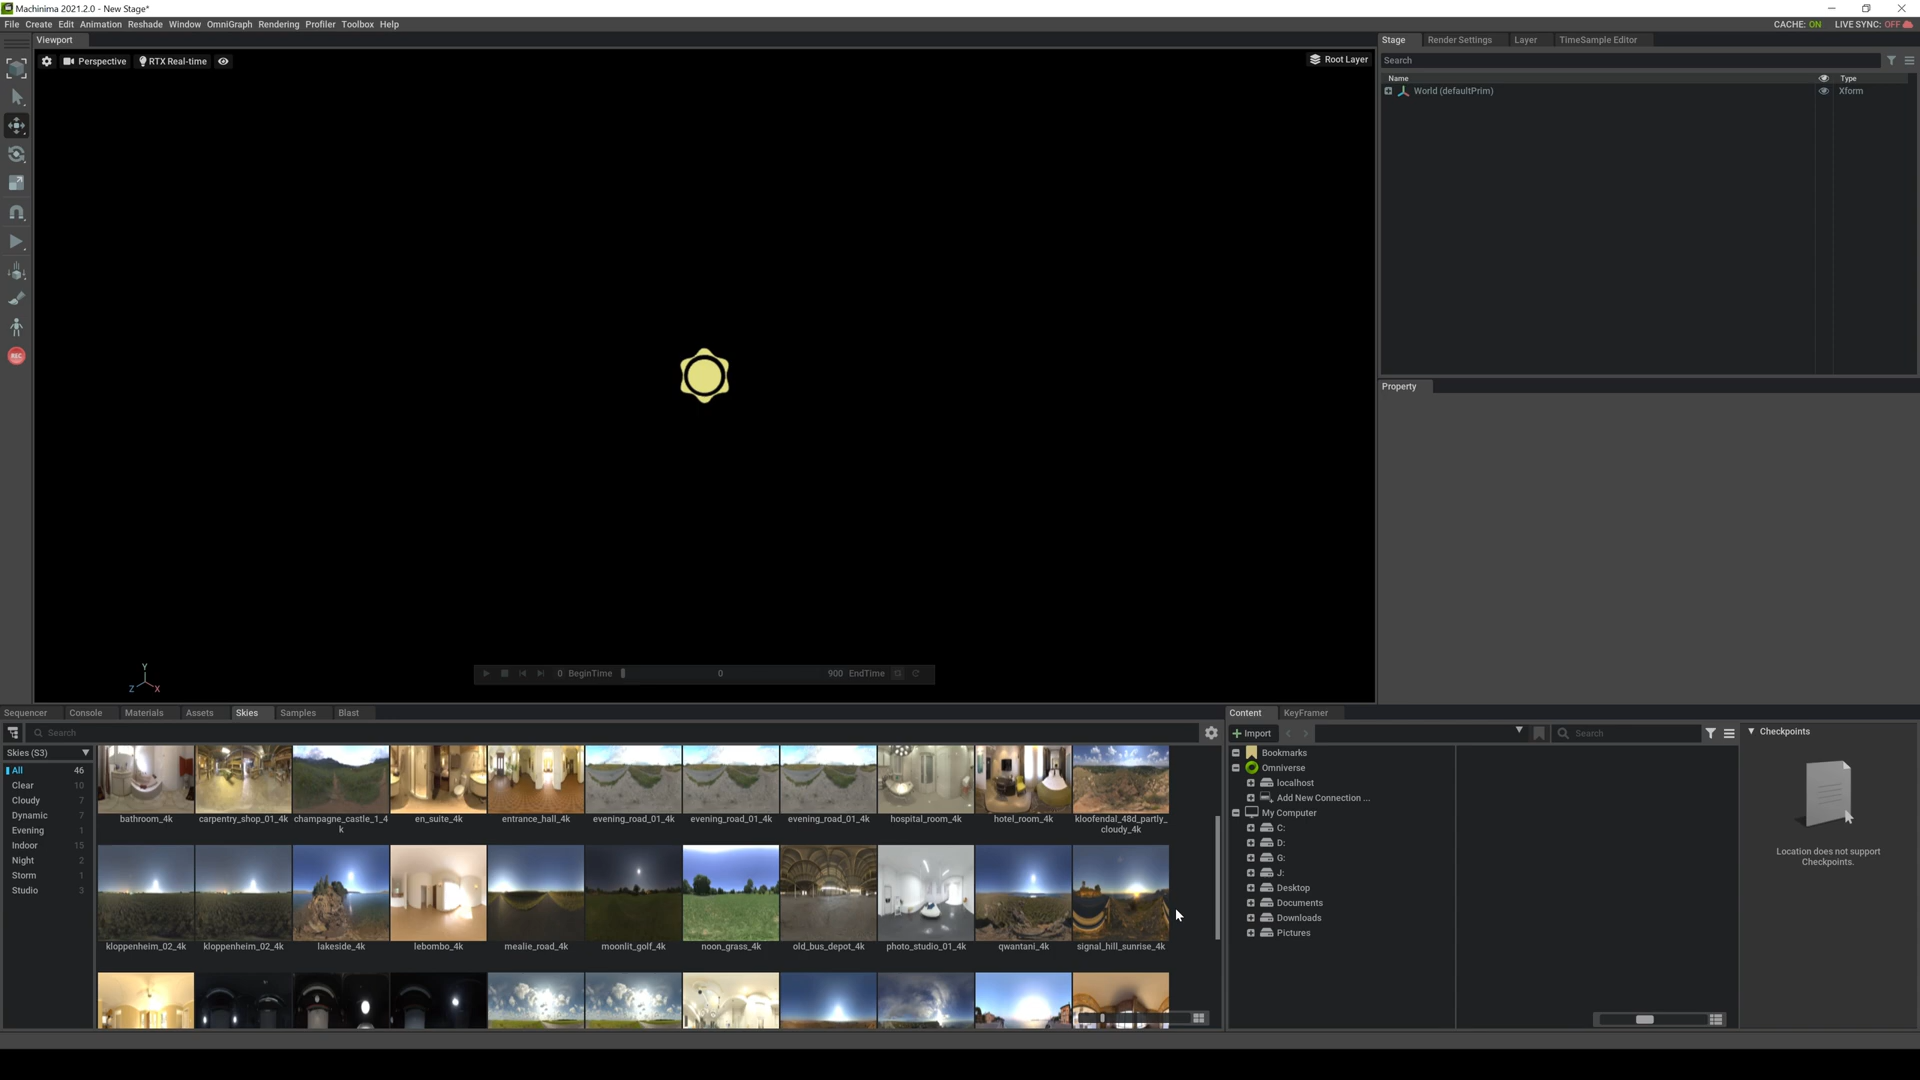 Machinima 2021.2.0 - New Stage*
File Create Edit Animation Reshade Window OmniGraph Rendering Profiler Toolbox Help
CACHE: ON LIVE SYNC: OFF
Viewport
Perspective RTX Real-time
Root Layer
Stage Render Settings Layer TimeSample Editor
Search
Name Type
World (defaultPrim) Xform
Property
REC
Y
Z X
0 BeginTime 0 900 EndTime
Sequencer Console Materials Assets Skies Samples Blast
Search
Skies (S3)
All 46
Clear 10
Cloudy 7
Dynamic 7
Evening 1
Indoor 15
Night 2
Storm 1
Studio 3
bathroom_4k carpentry_shop_01_4k champagne_castle_1_4 en_suite_4k entrance_hall_4k evening_road_01_4k evening_road_01_4k evening_road_01_4k hospital_room_4k hotel_room_4k kloofendal_48d_partly_
k cloudy_4k
kloppenheim_02_4k kloppenheim_02_4k lakeside_4k lebombo_4k mealie_road_4k moonlit_golf_4k noon_grass_4k old_bus_depot_4k photo_studio_01_4k qwantani_4k signal_hill_sunrise_4k
Content KeyFramer
Import
Search
Bookmarks
Omniverse
localhost
Add New Connection ...
My Computer
C:
D:
G:
J:
Desktop
Documents
Downloads
Pictures
Checkpoints
Location does not support
Checkpoints.